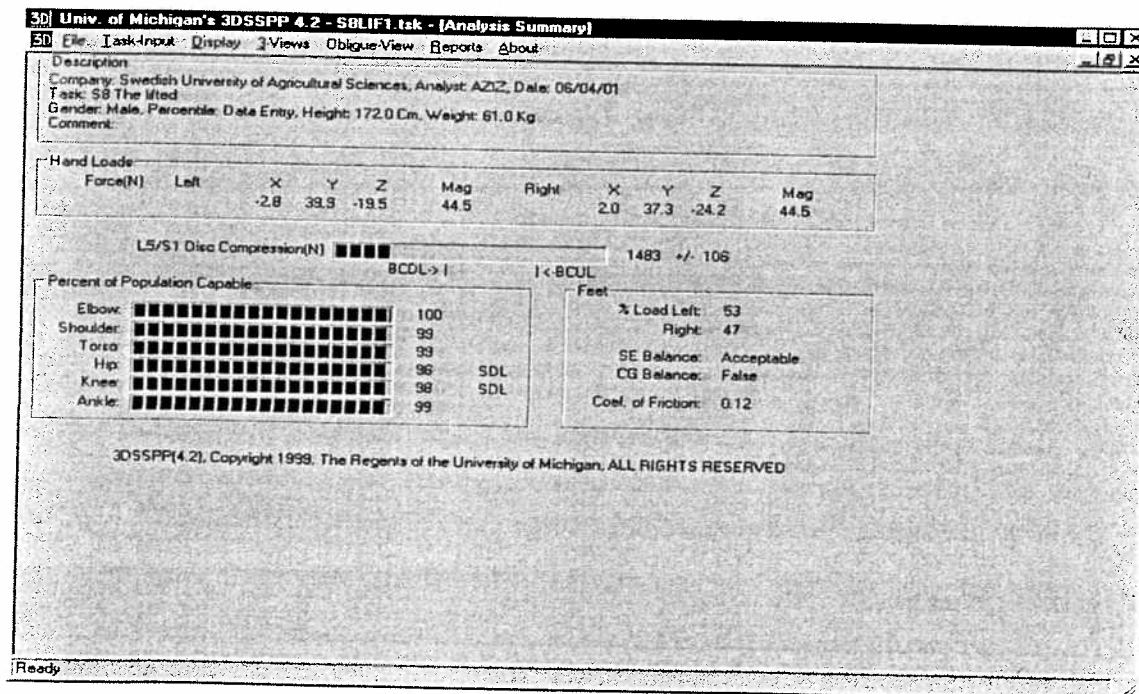 3D Univ. of Michigan's 3DSSPP 4.2 - S8LIF1.tsk - [Analysis Summary]
3D File Task-Input Display 3-Views Oblique-View Reports About
Description
Company: Swedish University of Agricultural Sciences, Analyst: AZIZ, Date: 06/04/01
Task: S8 The lifted
Gender: Male, Percentile: Data Entry, Height: 172.0 Cm, Weight: 61.0 Kg
Comment:
Hand Loads
Force(N) Left X Y Z Mag Right X Y Z Mag
-2.8 39.9 -19.5 44.5 2.0 37.3 -24.2 44.5
L5/S1 Disc Compression(N) 1483 +/- 106
BCDL-> | |<-BCUL
Percent of Population Capable
Elbow: 100
Shoulder: 99
Torso: 99
Hip: 96 SDL
Knee: 98 SDL
Ankle: 99
Feet
% Load Left: 53
Right: 47
SE Balance: Acceptable
CG Balance: False
Coef. of Friction: 0.12
3DSSPP(4.2), Copyright 1999, The Regents of the University of Michigan, ALL RIGHTS RESERVED
Ready